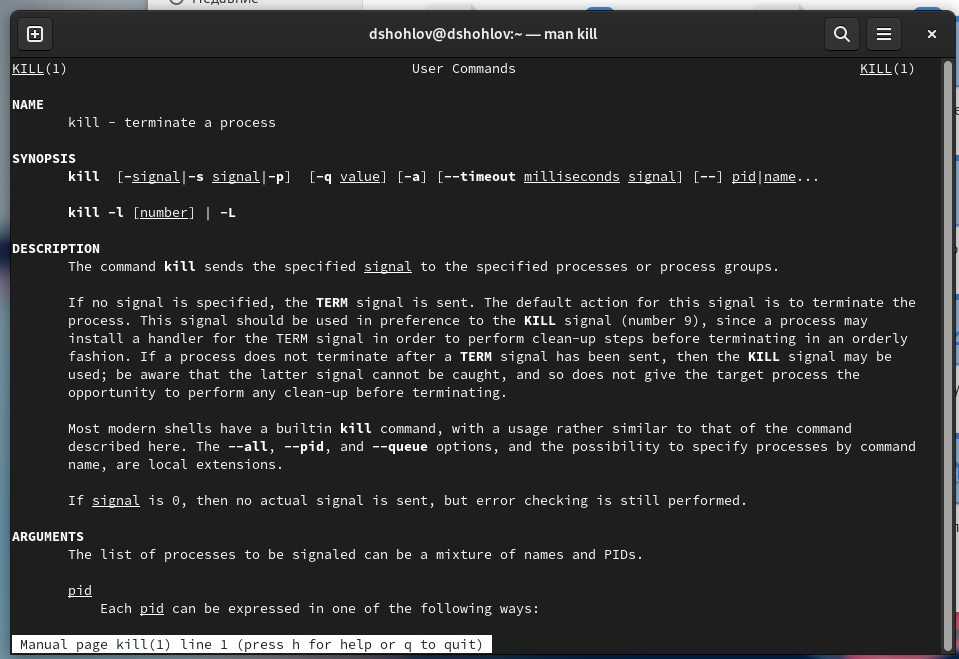 Недавние
dshohlov@dshohlov:~ — man kill
KILL(1) User Commands KILL(1)
NAME
kill - terminate a process
SYNOPSIS
kill [-signal|-s signal|-p] [-q value] [-a] [--timeout milliseconds signal] [--] pid|name...
kill -l [number] | -L
DESCRIPTION
The command kill sends the specified signal to the specified processes or process groups.
If no signal is specified, the TERM signal is sent. The default action for this signal is to terminate the
process. This signal should be used in preference to the KILL signal (number 9), since a process may
install a handler for the TERM signal in order to perform clean-up steps before terminating in an orderly
fashion. If a process does not terminate after a TERM signal has been sent, then the KILL signal may be
used; be aware that the latter signal cannot be caught, and so does not give the target process the
opportunity to perform any clean-up before terminating.
Most modern shells have a builtin kill command, with a usage rather similar to that of the command
described here. The --all, --pid, and --queue options, and the possibility to specify processes by command
name, are local extensions.
If signal is 0, then no actual signal is sent, but error checking is still performed.
ARGUMENTS
The list of processes to be signaled can be a mixture of names and PIDs.
pid
Each pid can be expressed in one of the following ways:
Manual page kill(1) line 1 (press h for help or q to quit)